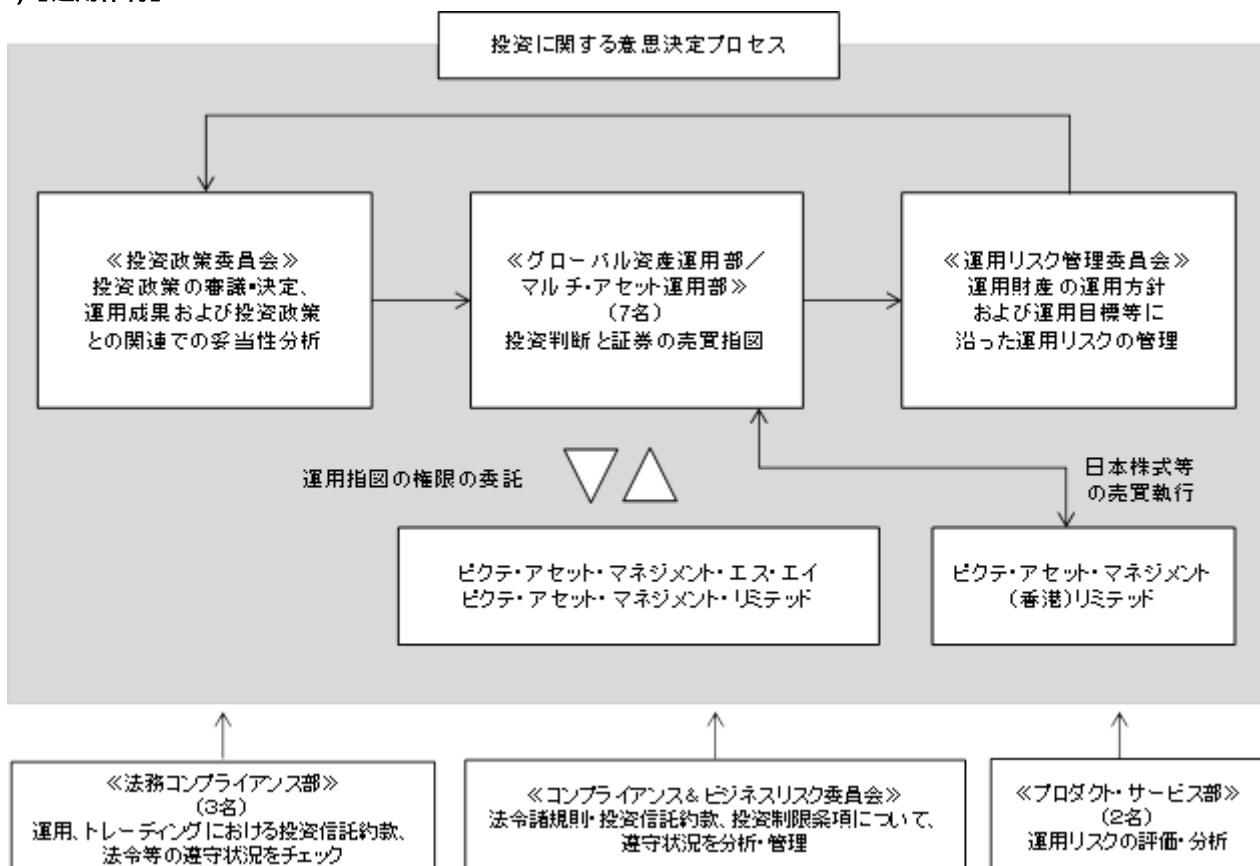 投資に関する意思決定プロセス
≪投資政策委員会≫
投資政策の審議・決定、
運用成果および投資政策
との関連での妥当性分析
≪グローバル資産運用部／
マルチ・アセット運用部≫
(7名)
投資判断と証券の売買指図
≪運用リスク管理委員会≫
運用財産の運用方針
および運用目標等に
沿った運用リスクの管理
運用指図の権限の委託
日本株式等
の売買執行
ピクテ・アセット・マネジメント・エス・エイ
ピクテ・アセット・マネジメント・リミテッド
ピクテ・アセット・マネジメント
(香港)リミテッド
≪法務コンプライアンス部≫
(3名)
運用、トレーディングにおける投資信託約款、
法令等の遵守状況をチェック
≪コンプライアンス&ビジネスリスク委員会≫
法令諸規則・投資信託約款、投資制限条項について、
遵守状況を分析・管理
≪プロダクト・サービス部≫
(2名)
運用リスクの評価・分析